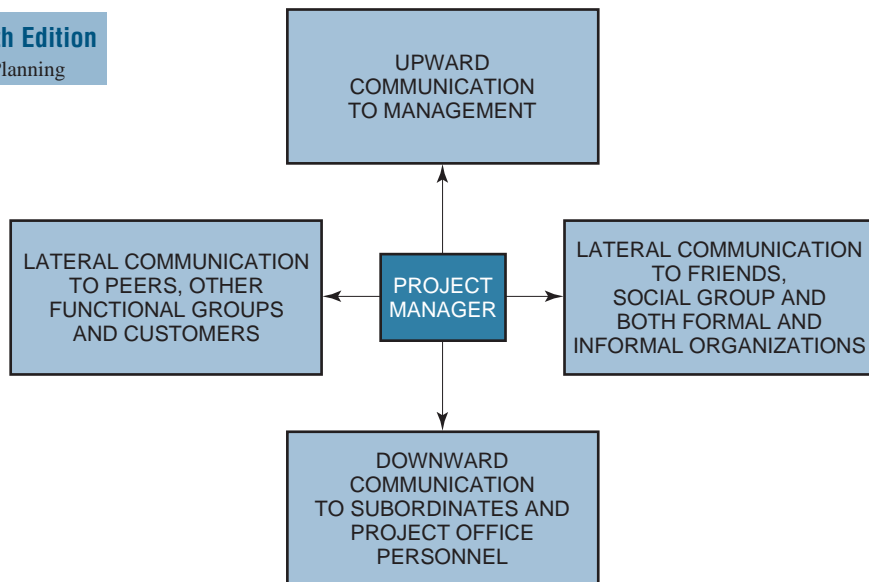 Edition
Planning
UPWARD
COMMUNICATION
TO MANAGEMENT
LATERAL COMMUNICATION
TO PEERS, OTHER
FUNCTIONAL GROUPS
AND CUSTOMERS
PROJECT
MANAGER
LATERAL COMMUNICATION
TO FRIENDS,
SOCIAL GROUP AND
BOTH FORMAL AND
INFORMAL ORGANIZATIONS
DOWNWARD
COMMUNICATION
TO SUBORDINATES AND
PROJECT OFFICE
PERSONNEL